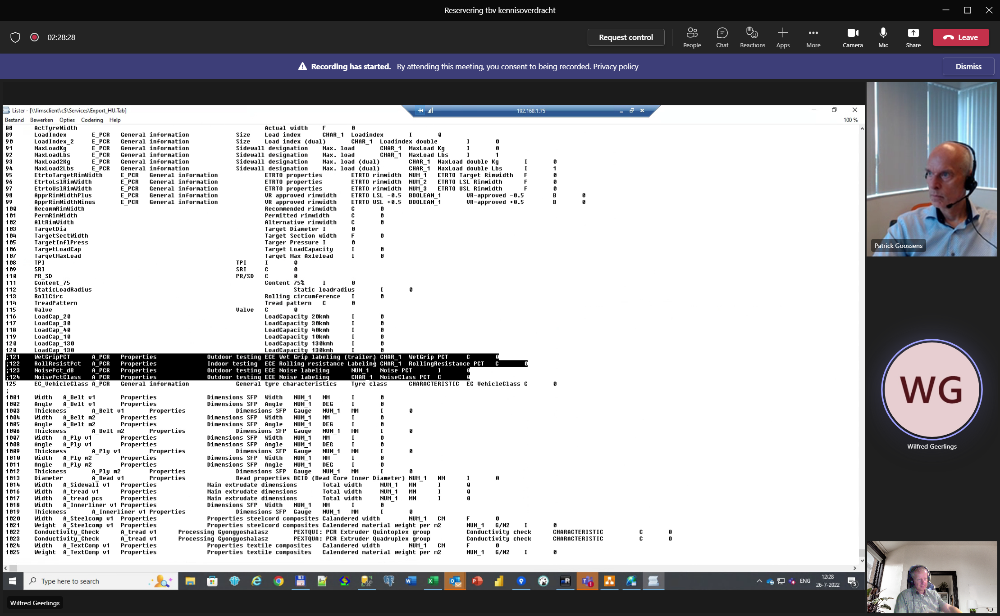 Reservering tbv kennisoverdracht
02:28:28
Request control
People
Chat
Reactions
Apps
More
Camera
Mic
Share
Leave
Recording has started. By attending this meeting, you consent to being recorded. Privacy policy
Dismiss
Lister - [\\limsclient\c$\Services\Export_HU.Tab]
192.168.1.75
Bestand Bewerken Opties Codering Help
100 %
88 ActTyreWidth Actual width F 0
89 LoadIndex E_PCR General information Size Load index CHAR_1 Loadindex I 0
90 LoadIndex_2 E_PCR General information Size Load index (dual) CHAR_1 Loadindex double I 0
91 MaxLoadKg E_PCR General information Sidewall designation Max. load CHAR_1 MaxLoad Kg I 0
92 MaxLoadLbs E_PCR General information Sidewall designation Max. load CHAR_1 MaxLoad Lbs I 1
93 MaxLoad2Kg E_PCR General information Sidewall designation Max. load (dual) CHAR_1 MaxLoad double Kg I 0
94 MaxLoad2Lbs E_PCR General information Sidewall designation Max. load (dual) CHAR_1 MaxLoad double Lbs I 1
95 EtrtoTargetRimWidth E_PCR General information ETRTO properties ETRTO rimwidth NUM_1 ETRTO Target Rimwidth F 0
96 EtrtoLslRimWidth E_PCR General information ETRTO properties ETRTO rimwidth NUM_2 ETRTO LSL Rimwidth F 0
97 EtrtoUslRimWidth E_PCR General information ETRTO properties ETRTO rimwidth NUM_3 ETRTO USL Rimwidth F 0
98 ApprRimWidthPlus E_PCR General information VR approved rimwidth ETRTO LSL -0.5 BOOLEAN_1 VR-approved -0.5 B 0
99 ApprRimWidthMinus E_PCR General information VR approved rimwidth ETRTO USL +0.5 BOOLEAN_1 VR-approved +0.5 B 0
100 RecommRimWidth Recommended rimwidth C 0
101 PermRimWidth Permitted rimwidth C 0
102 AltRimWidth Alternative rimwidth C 0
103 TargetDia Target Diameter I 0
104 TargetSectWidth Target Section width F 0
105 TargetInflPress Targer Pressure I 0
106 TargetLoadCap Target LoadCapacity I 0
107 TargetMaxLoad Target Max Axleload I 0
108 TPI TPI I 0
109 SRI SRI C 0
110 PR_SD PR/SD C 0
111 Content_75 Content 75% I 0
112 StaticLoadRadius Static loadradius I 0
113 RollCirc Rolling circumference I 0
114 TreadPattern Tread pattern C 0
115 Valve Valve C 0
116 LoadCap_20 LoadCapacity 20kmh I 0
117 LoadCap_30 LoadCapacity 30kmh I 0
118 LoadCap_40 LoadCapacity 40kmh I 0
119 LoadCap_10 LoadCapacity 10kmh I 0
120 LoadCap_130 LoadCapacity 130kmh I 0
120 LoadCap_130 LoadCapacity 130kmh I 0
;121 WetGripPCT A_PCR Properties Outdoor testing ECE Wet Grip labeling (trailer) CHAR_1 WetGrip PCT C 0
;122 RollResistPct A_PCR Properties Indoor testing ECE Rolling resistance Labeling CHAR_1 RollingResistance PCT C 0
;123 NoisePct_dB A_PCR Properties Outdoor testing ECE Noise labeling NUM_1 Noise PCT I 0
;124 NoisePctClass A_PCR Properties Outdoor testing ECE Noise labeling CHAR_1 NoiseClass PCT C 0
125 EC_VehicleClass A_PCR General information General tyre characteristics Tyre class CHARACTERISTIC EC VehicleClass C 0
;
1001 Width A_Belt v1 Properties Dimensions SFP Width NUM_1 MM I 0
1002 Angle A_Belt v1 Properties Dimensions SFP Angle NUM_1 DEG I 0
1003 Thickness A_Belt v1 Properties Dimensions SFP Gauge NUM_1 MM I 0
1004 Width A_Belt m2 Properties Dimensions SFP Width NUM_1 MM I 0
1005 Angle A_Belt m2 Properties Dimensions SFP Angle NUM_1 DEG I 0
1006 Thickness A_Belt m2 Properties Dimensions SFP Gauge NUM_1 MM I 0
1007 Width A_Ply v1 Properties Dimensions SFP Width NUM_1 MM I 0
1008 Angle A_Ply v1 Properties Dimensions SFP Angle NUM_1 DEG I 0
1009 Thickness A_Ply v1 Properties Dimensions SFP Gauge NUM_1 MM I 0
1010 Width A_Ply m2 Properties Dimensions SFP Width NUM_1 MM I 0
1011 Angle A_Ply m2 Properties Dimensions SFP Angle NUM_1 DEG I 0
1012 Thickness A_Ply m2 Properties Dimensions SFP Gauge NUM_1 MM I 0
1013 Diameter A_Bead v1 Properties Bead properties BCID (Bead Core Inner Diameter) NUM_1 MM I 0
1014 Width A_Sidewall v1 Properties Main extrudate dimensions Total width NUM_1 MM I 0
1016 Width A_tread v1 Properties Main extrudate dimensions Total width NUM_1 MM I 0
1017 Width A_tread pcs Properties Main extrudate dimensions Total width NUM_1 MM I 0
1018 Width A_Innerliner v1 Properties Dimensions SFP Width NUM_1 MM I 0
1019 Thickness A_Innerliner v1 Properties Dimensions SFP Gauge NUM_1 MM I 0
1020 Width A_Steelcomp v1 Properties Properties steelcord composites Calandered width NUM_1 CM F 0
1021 Weight A_Steelcomp v1 Properties Properties steelcord composites Calendered material weight per m2 NUM_1 G/M2 I 0
1022 Conductivity_Check A_tread v1 Processing Gyongyoshalasz PEXTQUI: PCR Extruder Quintoplex group Conductivity check CHARACTERISTIC C 0
1023 Conductivity_Check A_tread v1 Processing Gyongyoshalasz PEXTQUA: PCR Extruder Quadruplex group Conductivity check CHARACTERISTIC C 0
1024 Width A_TextComp v1 Properties Properties textile composites Calendered width NUM_1 CM F 0
1025 Weight A_TextComp v1 Properties Properties textile composites Calendered material weight per m2 NUM_1 G/M2 I 0
Patrick Goossens
WG
Wilfred Geerlings
Type here to search
ENG
12:28
26-7-2022
5
Wilfred Geerlings